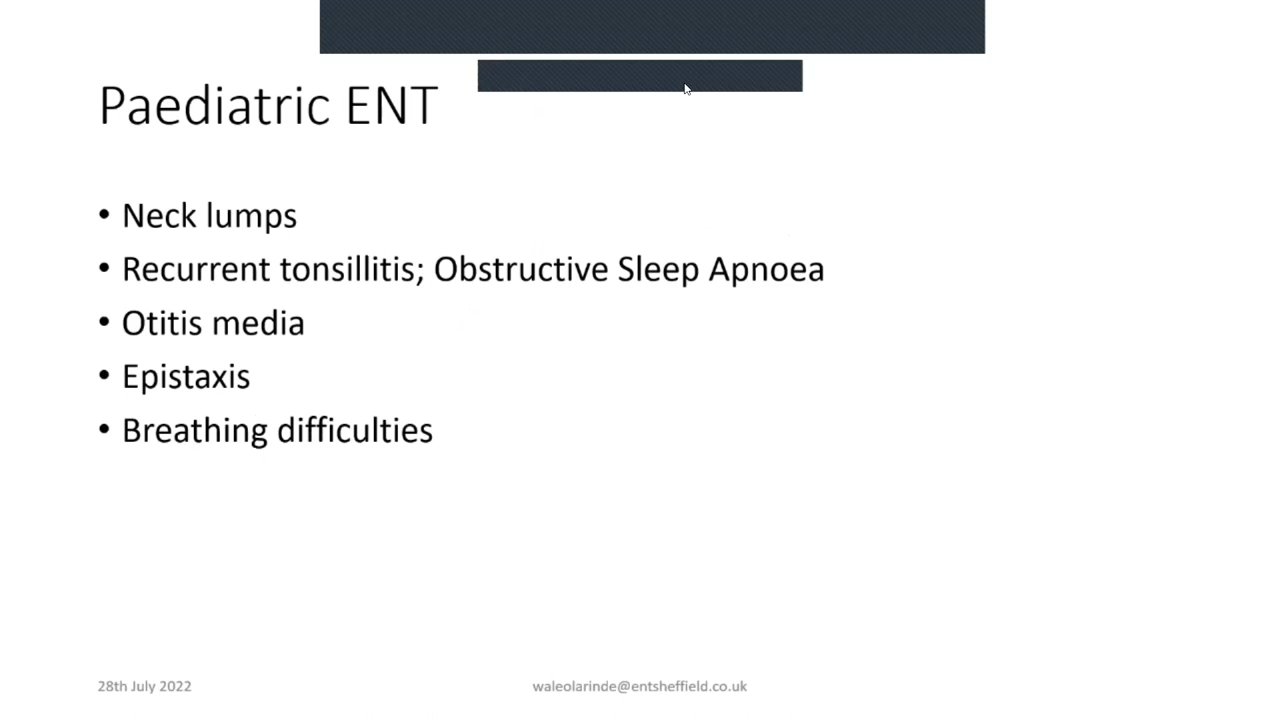 Paediatric ENT
• Neck lumps
• Recurrent tonsillitis; Obstructive Sleep Apnoea
• Otitis media
• Epistaxis
• Breathing difficulties
28th July 2022
waleolarinde@entsheffield.co.uk